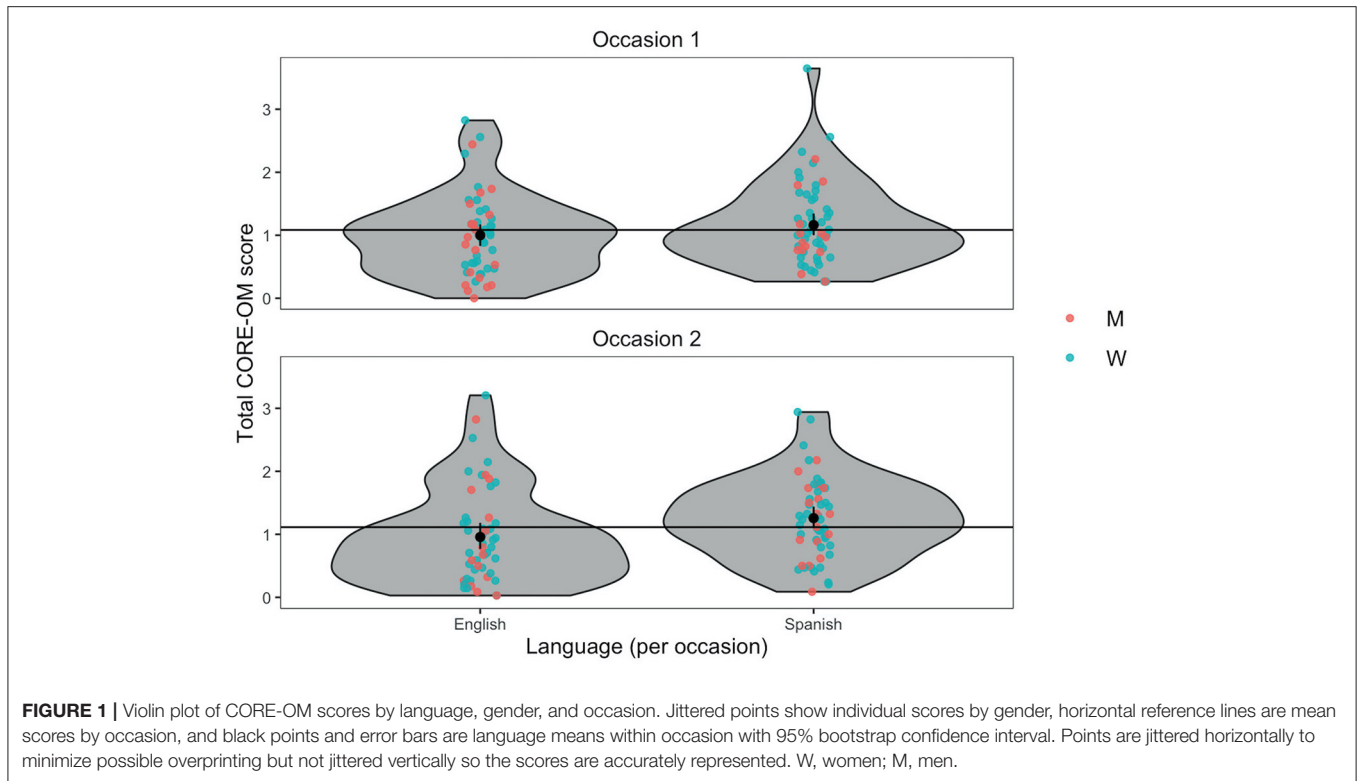 Occasion 1
3
2
1
0
Total CORE-OM score
M
W
Occasion 2
3
2
1
0
English Spanish
Language (per occasion)
FIGURE 1 | Violin plot of CORE-OM scores by language, gender, and occasion. Jittered points show individual scores by gender, horizontal reference lines are mean
scores by occasion, and black points and error bars are language means within occasion with 95% bootstrap confidence interval. Points are jittered horizontally to
minimize possible overprinting but not jittered vertically so the scores are accurately represented. W, women; M, men.